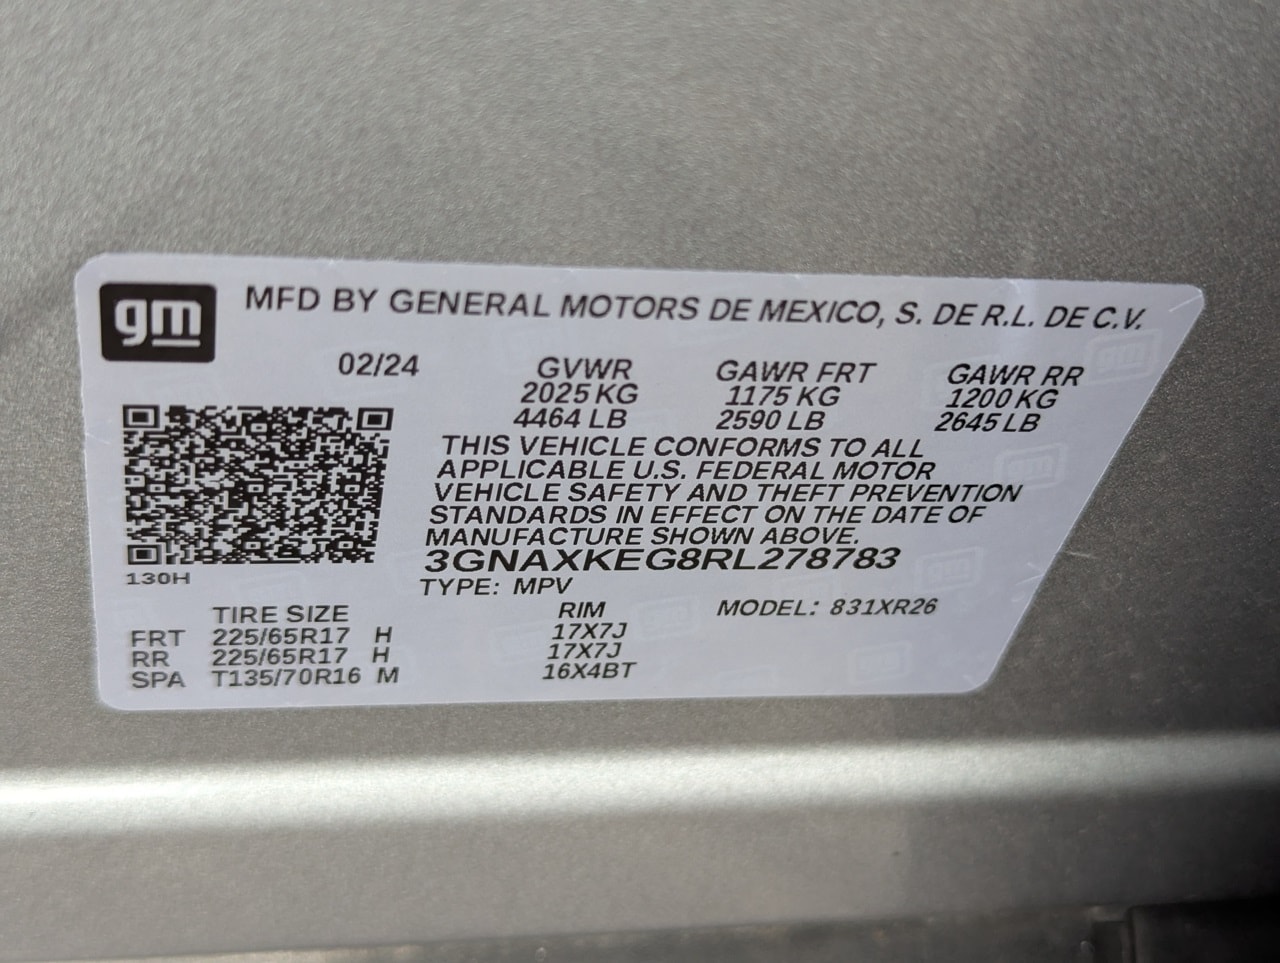 gm MFD BY GENERAL MOTORS DE MEXICO, S. DE R.L. DE C.V.
02/24 GVWR GAWR FRT GAWR RR
2025 KG 1175 KG 1200 KG
4464 LB 2590 LB 2645 LB
THIS VEHICLE CONFORMS TO ALL
APPLICABLE U.S. FEDERAL MOTOR
VEHICLE SAFETY AND THEFT PREVENTION
STANDARDS IN EFFECT ON THE DATE OF
MANUFACTURE SHOWN ABOVE.
3GNAXKEG8RL278783
130H
TYPE: MPV
TIRE SIZE RIM MODEL: 831XR26
FRT 225/65R17 H 17X7J
RR 225/65R17 H 17X7J
SPA T135/70R16 M 16X4BT